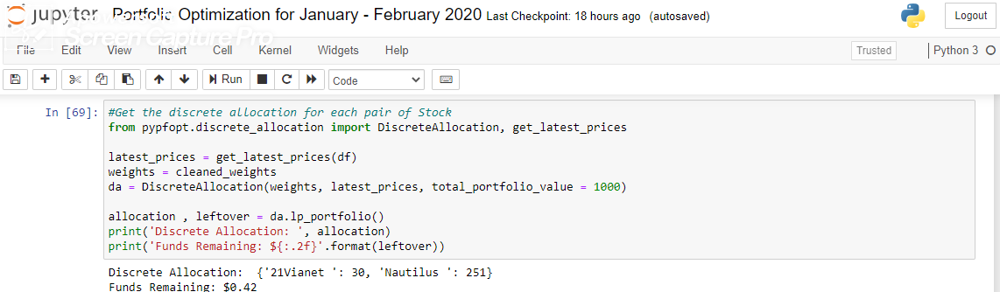 jupyter Portfolio Optimization for January - February 2020 Last Checkpoint: 18 hours ago (autosaved)
Logout
Screen Capture Pro
File Edit View Insert Cell Kernel Widgets Help
Trusted Python 3
Run Code
In [69]: #Get the discrete allocation for each pair of Stock
from pypfopt.discrete_allocation import DiscreteAllocation, get_latest_prices
latest_prices = get_latest_prices(df)
weights = cleaned_weights
da = DiscreteAllocation(weights, latest_prices, total_portfolio_value = 1000)
allocation , leftover = da.lp_portfolio()
print('Discrete Allocation: ', allocation)
print('Funds Remaining: ${:.2f}'.format(leftover))
Discrete Allocation:  {'21Vianet ': 30, 'Nautilus ': 251}
Funds Remaining: $0.42